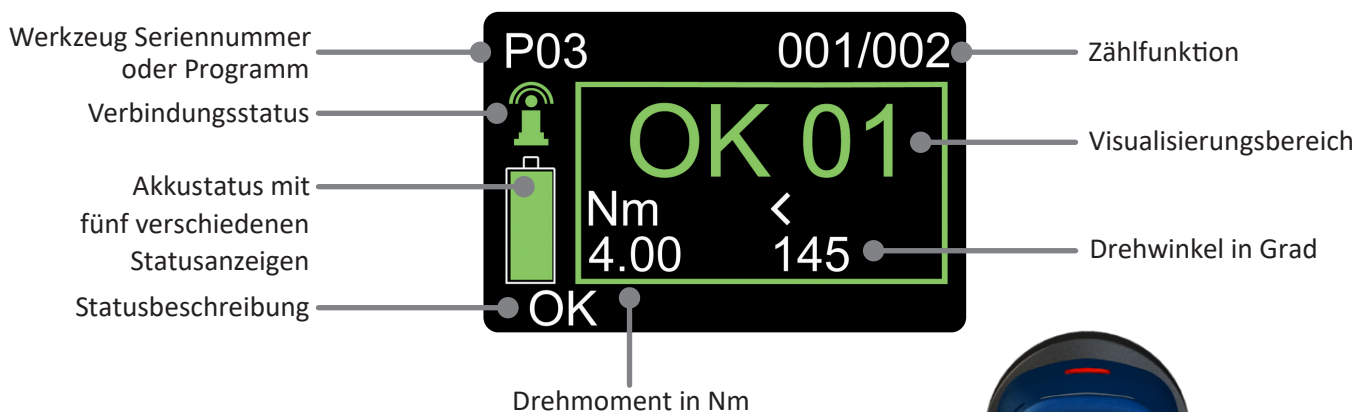 Werkzeug Seriennummer
oder Programm
Verbindungsstatus
Akkustatus mit
fünf verschiedenen
Statusanzeigen
Statusbeschreibung
P03
001/002
OK 01
Nm <
4.00 145
OK
Zählfunktion
Visualisierungsbereich
Drehwinkel in Grad
Drehmoment in Nm